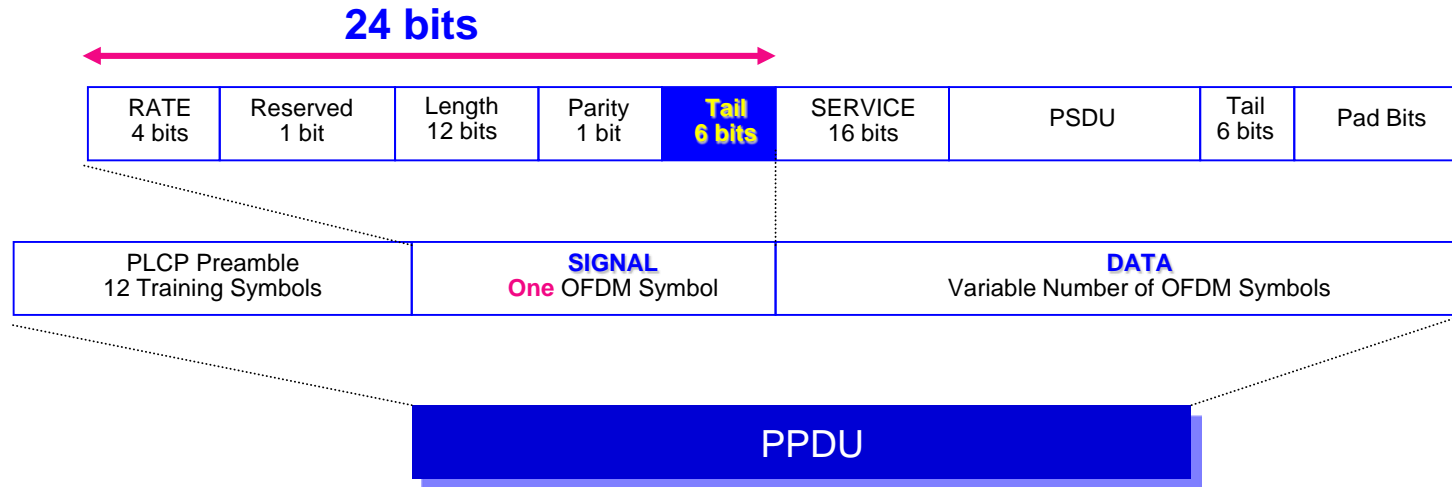 24 bits
RATE
4 bits
Reserved
1 bit
Length
12 bits
Parity
1 bit
Tail
6 bits
SERVICE
16 bits
PSDU
Tail
6 bits
Pad Bits
PLCP Preamble
12 Training Symbols
SIGNAL
One OFDM Symbol
DATA
Variable Number of OFDM Symbols
PPDU